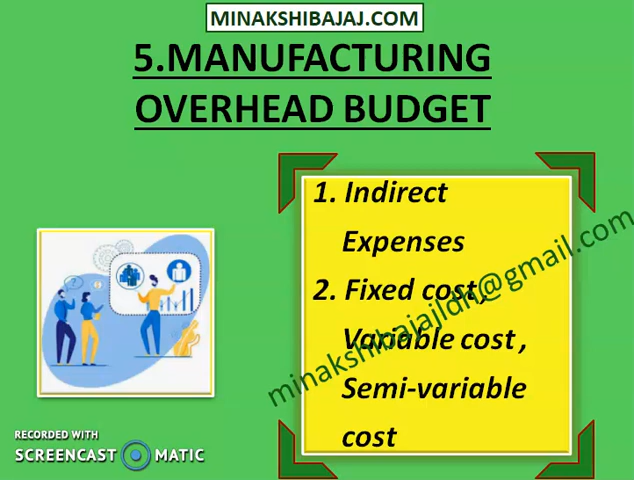 MINAKSHIBAJAJ.COM
5.MANUFACTURING
OVERHEAD BUDGET
1. Indirect
Expenses
2. Fixed cost,
Variable cost ,
Semi-variable
cost
minakshibajajldh@gmail.com
RECORDED WITH
SCREENCAST MATIC